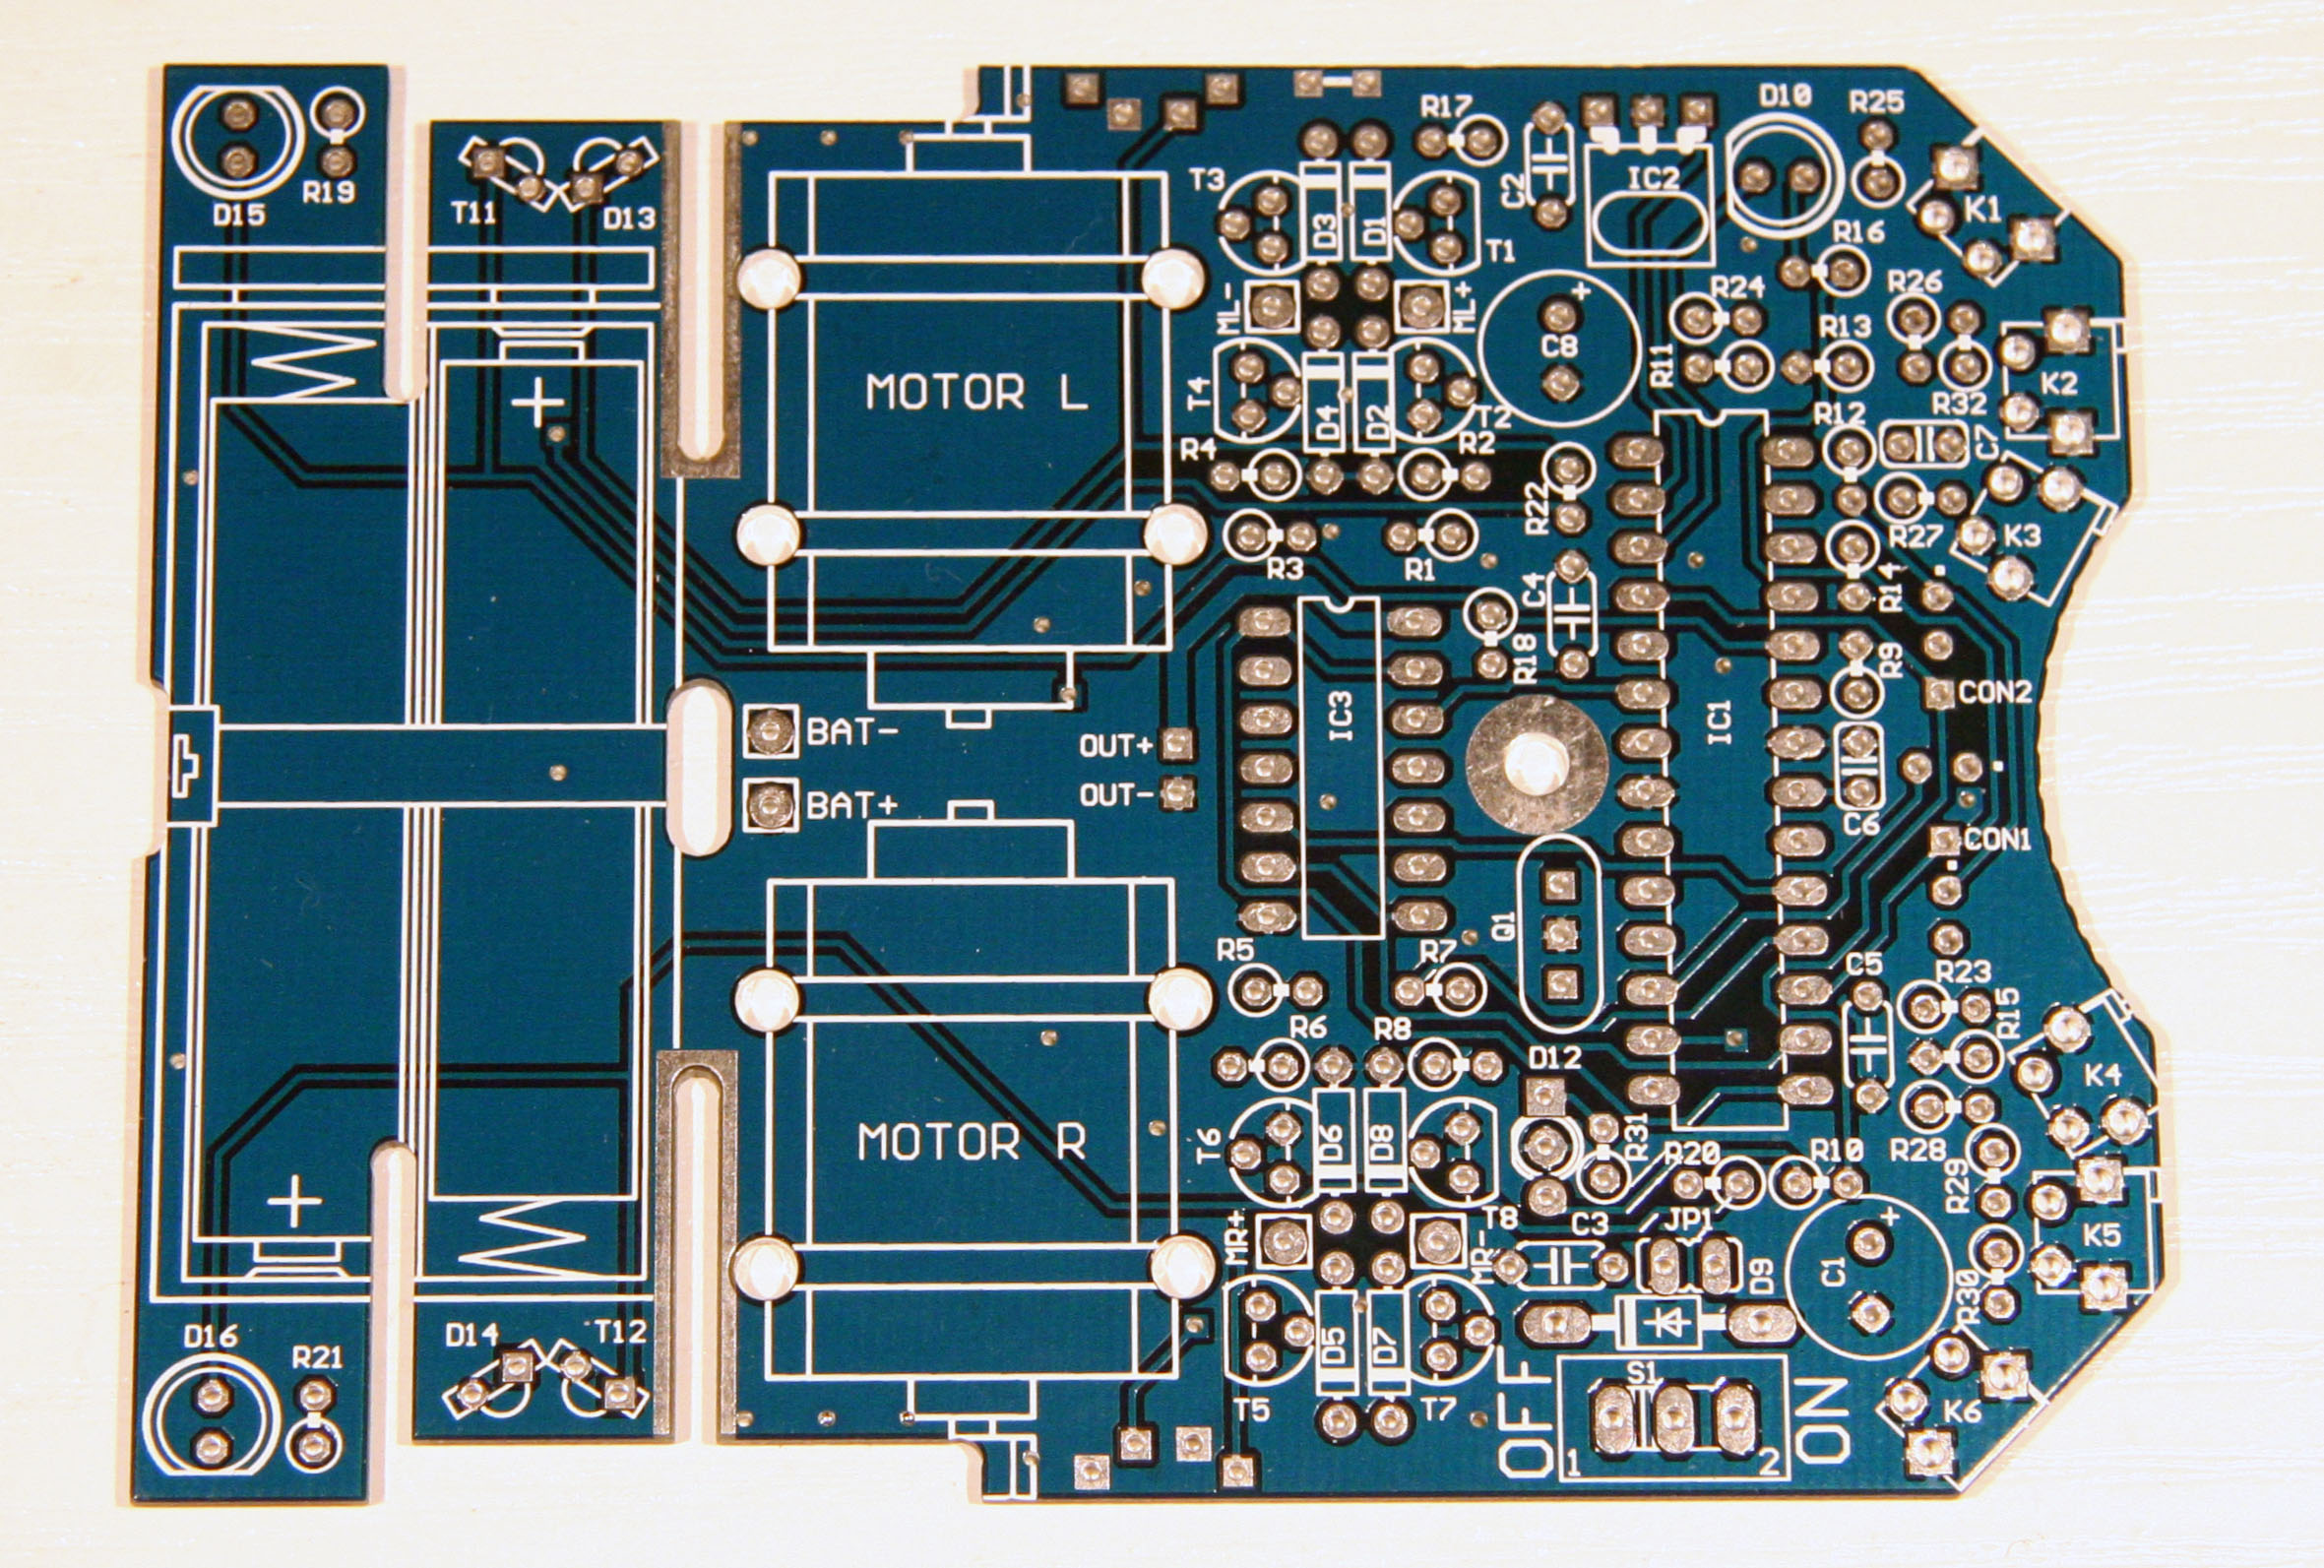 D15
R19
T11
D13
T3
D3
D1
T1
R17
C2
IC2
D10
R25
K1
R16
ML-
ML+
C8
+
R24
R11
R13
R26
K2
MOTOR L
+
T4
D4
D2
T2
R4
R2
R12
R32
C7
R22
R27
K3
R3
R1
C4
R14
R18
R9
IC3
IC1
CON2
BAT-
OUT+
BAT+
OUT-
C6
CON1
Q1
R5
R7
C5
R23
R15
R6
R8
D12
K4
MOTOR R
T6
D6
D8
R31
R20
R10
R28
R29
+
MR+
T8
MR-
C3
JP1
D9
C1
+
K5
R30
D16
R21
D14
T12
D5
D7
T5
T7
OFF
S1
1
2
ON
K6